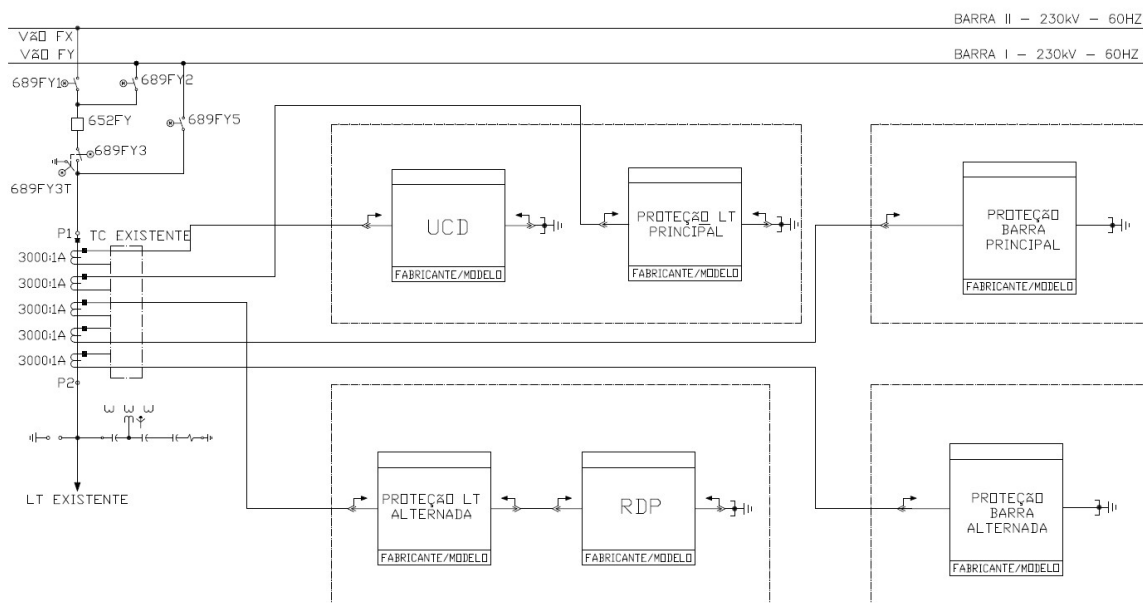 BARRA II - 230kV - 60HZ
VÃO FX
VÃO FY
BARRA I - 230kV - 60HZ
689FY1
689FY2
652FY
689FY5
689FY3
689FY3T
P1
TC EXISTENTE
3000:1A
3000:1A
3000:1A
3000:1A
3000:1A
P2
LT EXISTENTE
UCD
FABRICANTE/MODELO
PROTEÇÃO LT
PRINCIPAL
FABRICANTE/MODELO
PROTEÇÃO
BARRA
PRINCIPAL
FABRICANTE/MODELO
PROTEÇÃO LT
ALTERNADA
FABRICANTE/MODELO
RDP
FABRICANTE/MODELO
PROTEÇÃO
BARRA
ALTERNADA
FABRICANTE/MODELO